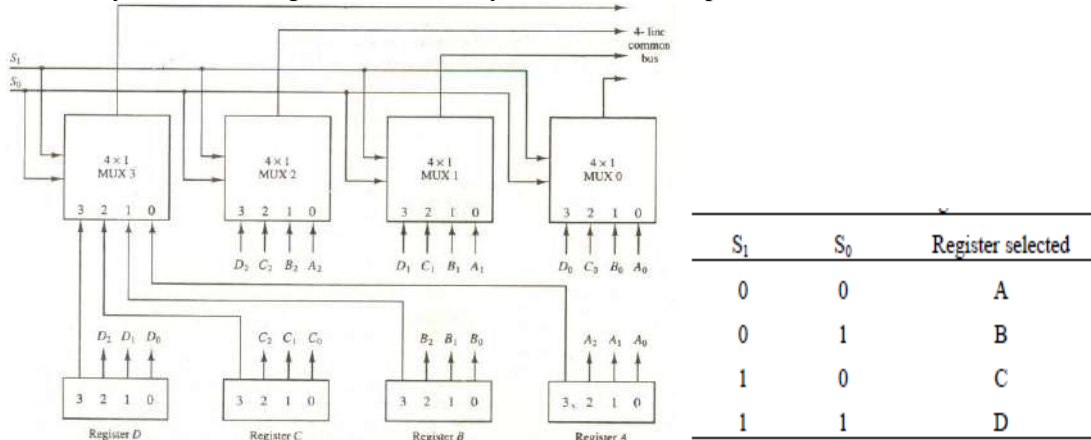 4- line
common
bus
S₁
S₀
4 × 1
MUX 3
3 2 1 0
4 × 1
MUX 2
3 2 1 0
4 × 1
MUX 1
3 2 1 0
4 × 1
MUX 0
3 2 1 0
D₂ C₂ B₂ A₂
D₁ C₁ B₁ A₁
D₀ C₀ B₀ A₀
D₂ D₁ D₀
C₂ C₁ C₀
B₂ B₁ B₀
A₂ A₁ A₀
3 2 1 0
3 2 1 0
3 2 1 0
3 2 1 0
Register D
Register C
Register B
Register A
S₁ S₀ Register selected
0 0 A
0 1 B
1 0 C
1 1 D